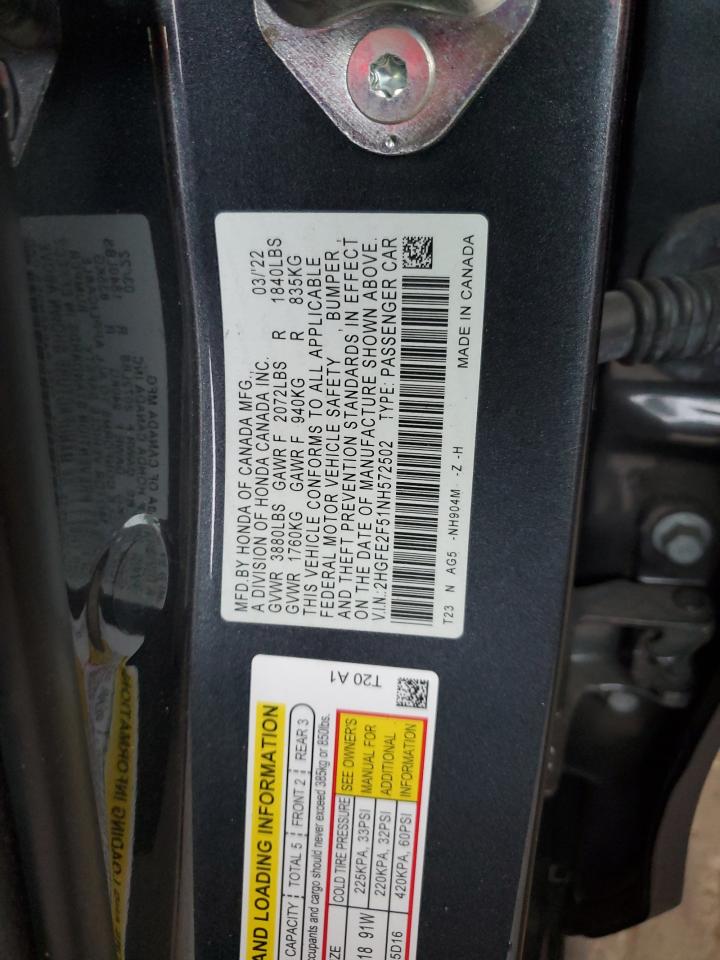 MFD.BY HONDA OF CANADA MFG.,
A DIVISION OF HONDA CANADA INC. 03/'22
GVWR 3880LBS GAWR F 2072LBS R 1840LBS
GVWR 1760KG GAWR F 940KG R 835KG
THIS VEHICLE CONFORMS TO ALL APPLICABLE
FEDERAL MOTOR VEHICLE SAFETY , BUMPER ,
AND THEFT PREVENTION STANDARDS IN EFFECT
ON THE DATE OF MANUFACTURE SHOWN ABOVE.
V.I.N.:2HGFE2F51NH572502 TYPE: PASSENGER CAR
T23 N AG5 -NH904M -Z -H MADE IN CANADA
AND LOADING INFORMATION
CAPACITY TOTAL 5 FRONT 2 REAR 3
and cargo should never exceed 385kg or 850lbs.
COLD TIRE PRESSURE SEE OWNER'S
18 91W 225KPA, 33PSI MANUAL FOR
220KPA, 32PSI ADDITIONAL
5D16 420KPA, 60PSI INFORMATION
T20 A1